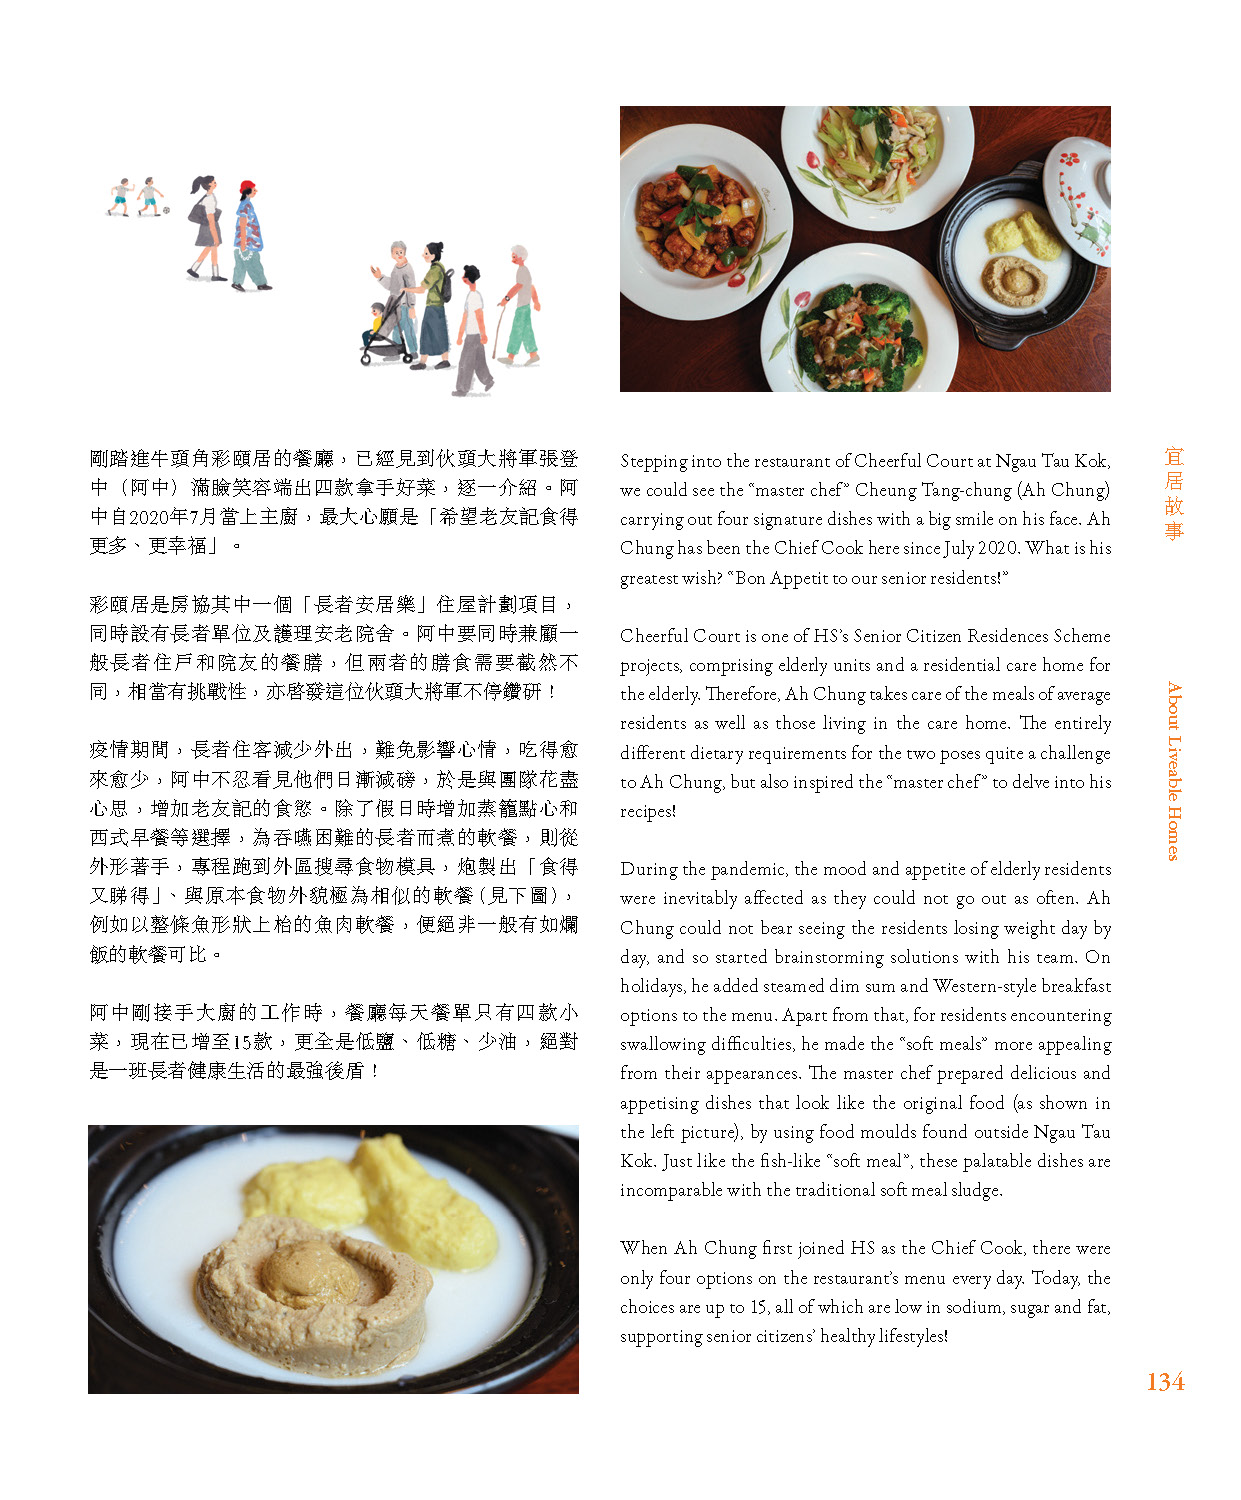 剛踏進牛頭角彩頤居的餐廳，已經見到伙頭大將軍張登
中（阿中）滿臉笑容端出四款拿手好菜，逐一介紹。阿
中自2020年7月當上主廚，最大心願是「希望老友記食得
更多、更幸福」。
彩頤居是房協其中一個「長者安居樂」住屋計劃項目，
同時設有長者單位及護理安老院舍。阿中要同時兼顧一
般長者住戶和院友的餐膳，但兩者的膳食需要截然不
同，相當有挑戰性，亦啓發這位伙頭大將軍不停鑽研！
疫情期間，長者住客減少外出，難免影響心情，吃得愈
來愈少，阿中不忍看見他們日漸減磅，於是與團隊花盡
心思，增加老友記的食慾。除了假日時增加蒸籠點心和
西式早餐等選擇，為吞嚥困難的長者而煮的軟餐，則從
外形著手，專程跑到外區搜尋食物模具，炮製出「食得
又睇得」、與原本食物外貌極為相似的軟餐（見下圖），
例如以整條魚形狀上枱的魚肉軟餐，便絕非一般有如爛
飯的軟餐可比。
阿中剛接手大廚的工作時，餐廳每天餐單只有四款小
菜，現在已增至15款，更全是低鹽、低糖、少油，絕對
是一班長者健康生活的最強後盾！
Stepping into the restaurant of Cheerful Court at Ngau Tau Kok,
we could see the “master chef” Cheung Tang-chung (Ah Chung)
carrying out four signature dishes with a big smile on his face. Ah
Chung has been the Chief Cook here since July 2020. What is his
greatest wish? “Bon Appetit to our senior residents!”
Cheerful Court is one of HS’s Senior Citizen Residences Scheme
projects, comprising elderly units and a residential care home for
the elderly. Therefore, Ah Chung takes care of the meals of average
residents as well as those living in the care home. The entirely
different dietary requirements for the two poses quite a challenge
to Ah Chung, but also inspired the “master chef” to delve into his
recipes!
During the pandemic, the mood and appetite of elderly residents
were inevitably affected as they could not go out as often. Ah
Chung could not bear seeing the residents losing weight day by
day, and so started brainstorming solutions with his team. On
holidays, he added steamed dim sum and Western-style breakfast
options to the menu. Apart from that, for residents encountering
swallowing difficulties, he made the “soft meals” more appealing
from their appearances. The master chef prepared delicious and
appetising dishes that look like the original food (as shown in
the left picture), by using food moulds found outside Ngau Tau
Kok. Just like the fish-like “soft meal”, these palatable dishes are
incomparable with the traditional soft meal sludge.
When Ah Chung first joined HS as the Chief Cook, there were
only four options on the restaurant’s menu every day. Today, the
choices are up to 15, all of which are low in sodium, sugar and fat,
supporting senior citizens’ healthy lifestyles!
宜居故事
About Liveable Homes
134